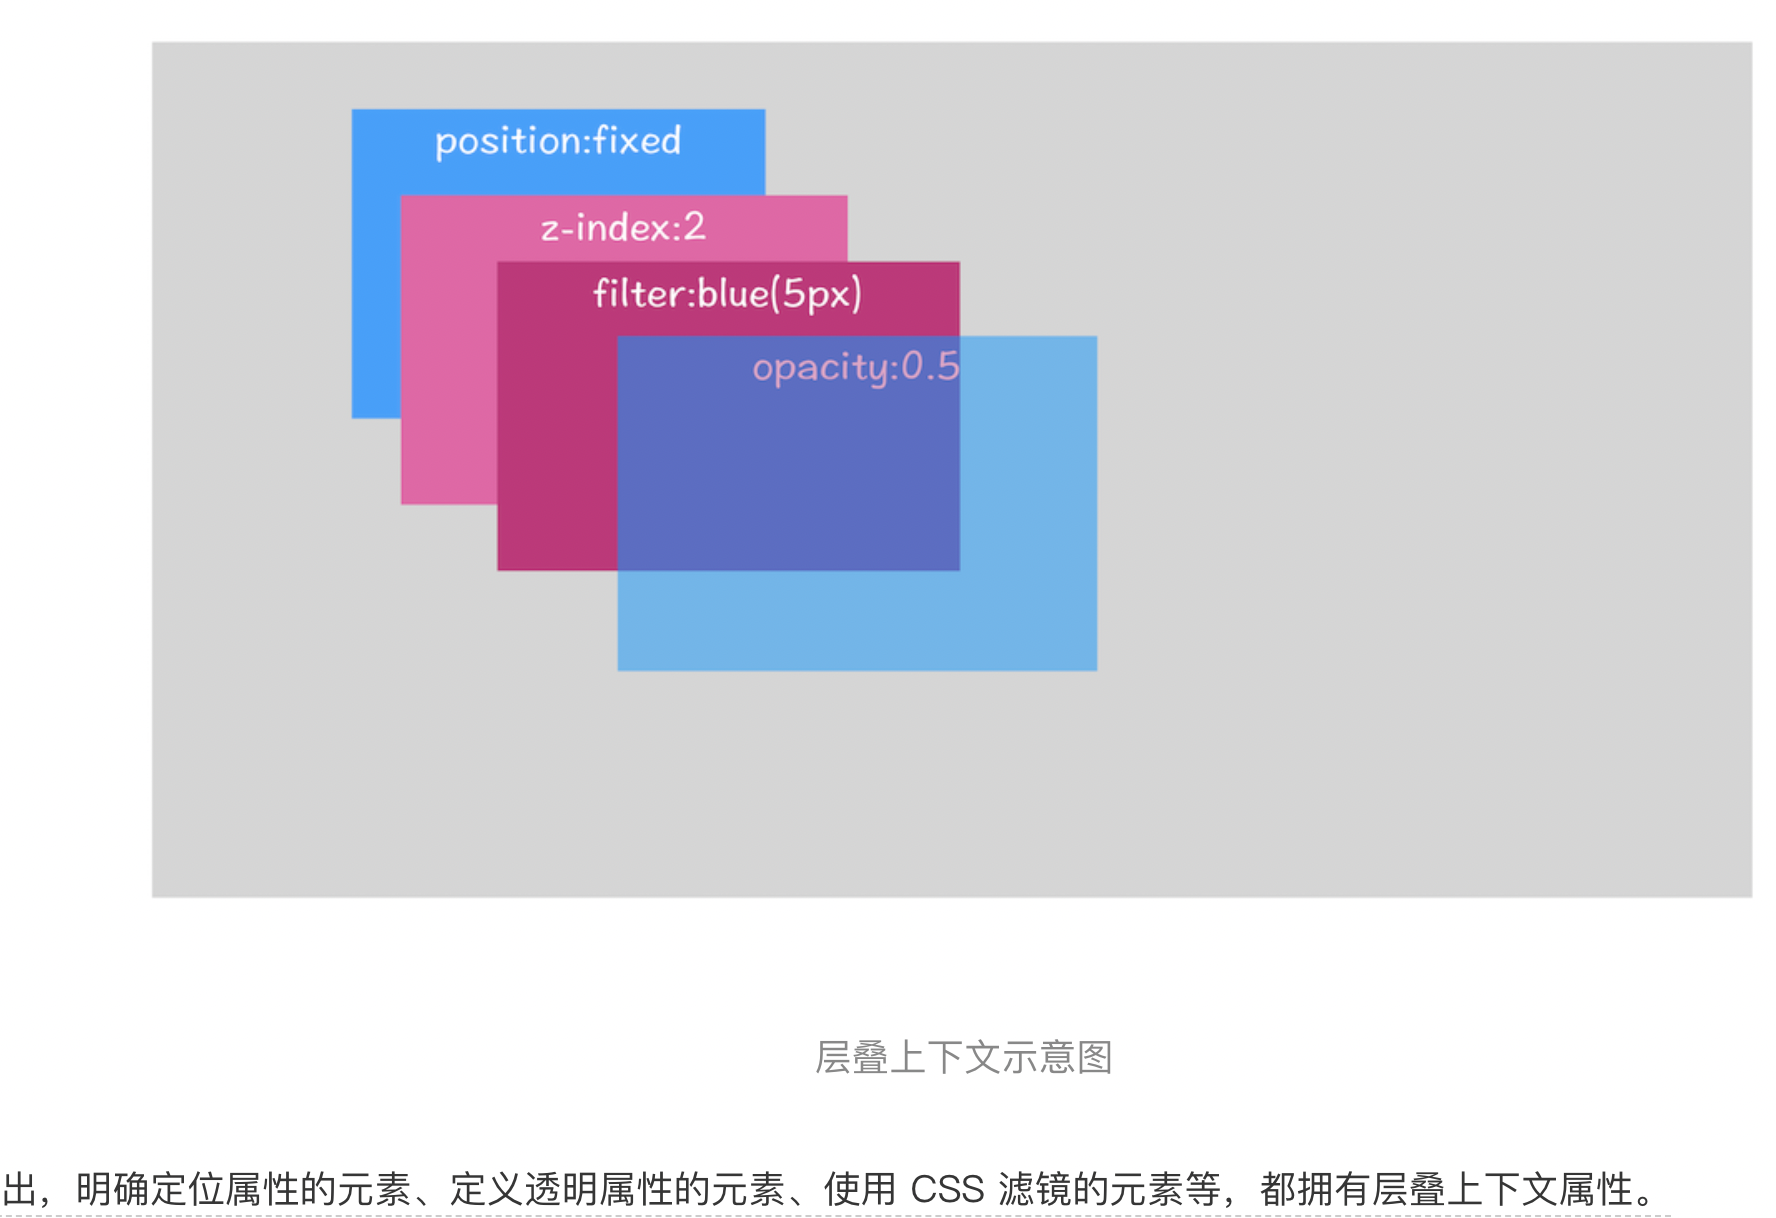 position:fixed
z-index:2
filter:blue(5px)
opacity:0.5
层叠上下文示意图
出，明确定位属性的元素、定义透明属性的元素、使用 CSS 滤镜的元素等，都拥有层叠上下文属性。